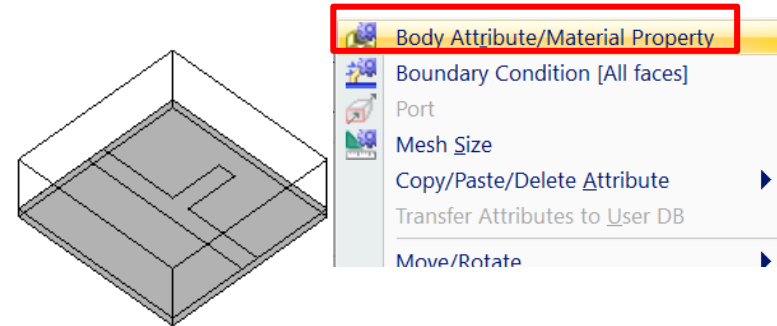 Body Attribute/Material Property
Boundary Condition [All faces]
Port
Mesh Size
Copy/Paste/Delete Attribute
Transfer Attributes to User DB
Move/Rotate